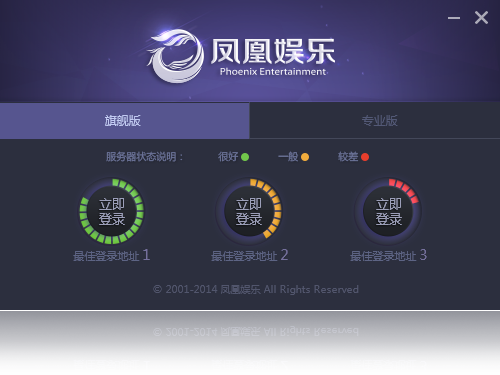 凤凰娱乐
Phoenix Entertainment
旗舰版
专业版
服务器状态说明：
很好
一般
较差
立即
登录
最佳登录地址 1
立即
登录
最佳登录地址 2
立即
登录
最佳登录地址 3
© 2001-2014 凤凰娱乐 All Rights Reserved